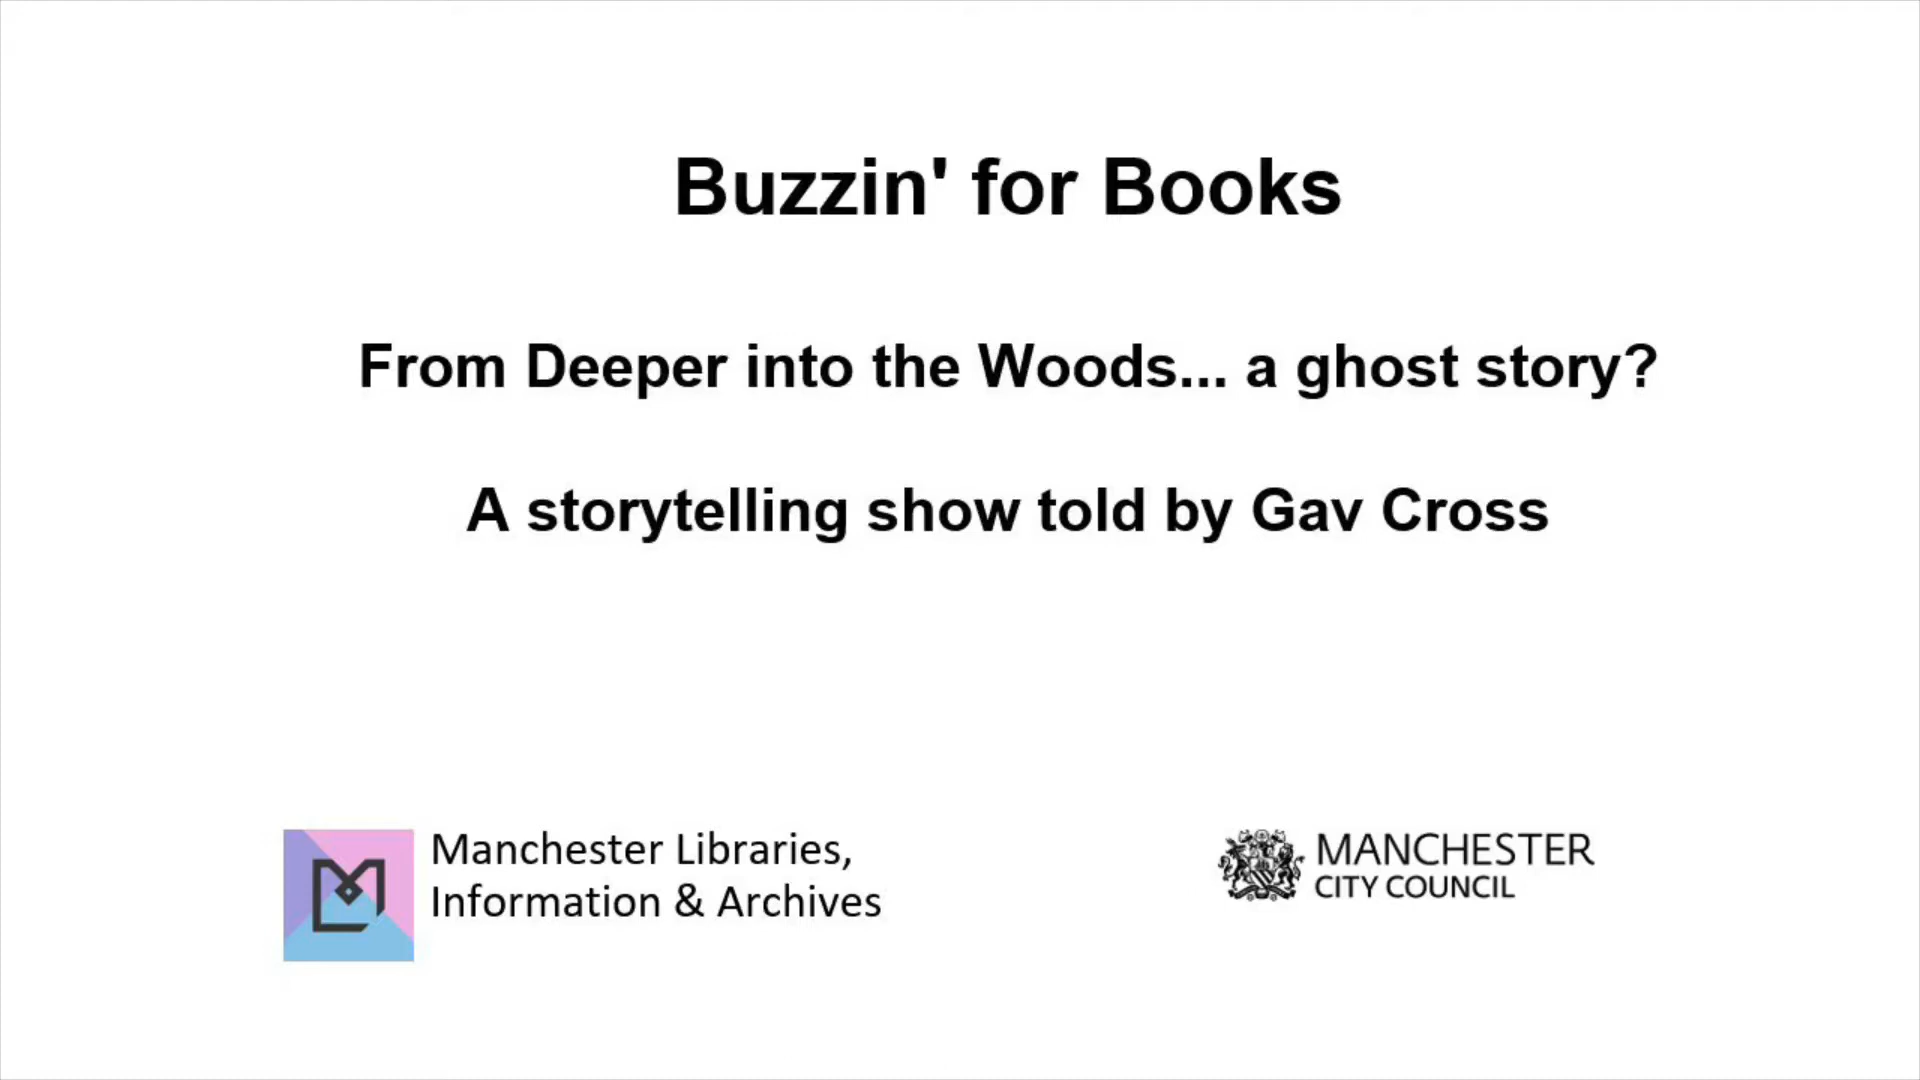 Buzzin' for Books
From Deeper into the Woods... a ghost story?
A storytelling show told by Gav Cross
Manchester Libraries,
Information & Archives
MANCHESTER
CITY COUNCIL